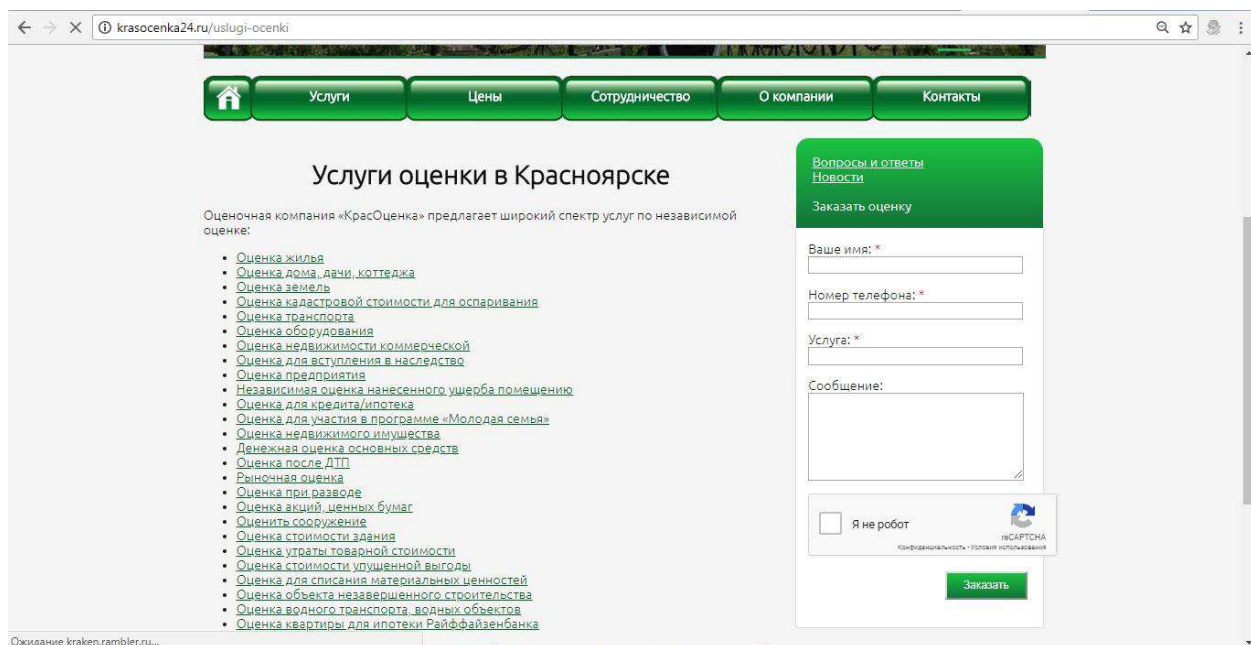 krasocenka24.ru/uslugi-ocenki
Услуги
Цены
Сотрудничество
О компании
Контакты
Услуги оценки в Красноярске
Оценочная компания «КрасОценка» предлагает широкий спектр услуг по независимой
оценке:
Оценка жилья
Оценка дома, дачи, коттеджа
Оценка земель
Оценка кадастровой стоимости для оспаривания
Оценка транспорта
Оценка оборудования
Оценка недвижимости коммерческой
Оценка для вступления в наследство
Оценка предприятия
Независимая оценка нанесенного ущерба помещению
Оценка для кредита/ипотека
Оценка для участия в программе «Молодая семья»
Оценка недвижимого имущества
Денежная оценка основных средств
Оценка после ДТП
Рыночная оценка
Оценка при разводе
Оценка акций, ценных бумаг
Оценить сооружение
Оценка стоимости здания
Оценка утраты товарной стоимости
Оценка стоимости упущенной выгоды
Оценка для списания материальных ценностей
Оценка объекта незавершенного строительства
Оценка водного транспорта, водных объектов
Оценка квартиры для ипотеки Райффайзенбанка
Вопросы и ответы
Новости
Заказать оценку
Ваше имя: *
Номер телефона: *
Услуга: *
Сообщение:
Я не робот
reCAPTCHA
Конфиденциальность - Условия использования
Заказать
Ожидание kraken.rambler.ru...